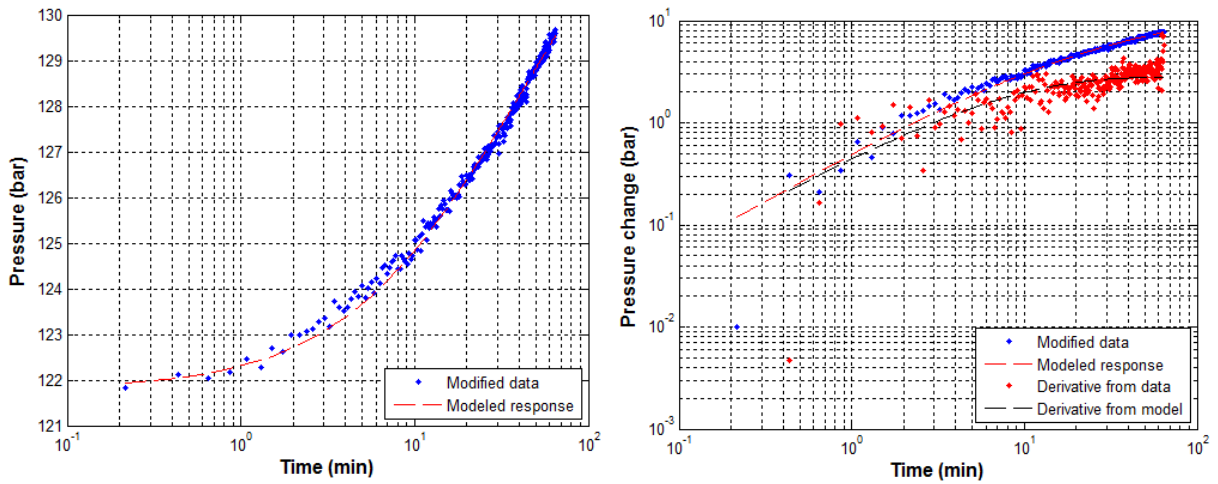 130
129
128
127
126
125
124
123
122
121
Pressure (bar)
10^-1
10^0
10^1
10^2
Time (min)
Modified data
Modeled response
10^1
10^0
10^-1
10^-2
10^-3
Pressure change (bar)
10^-1
10^0
10^1
10^2
Time (min)
Modified data
Modeled response
Derivative from data
Derivative from model